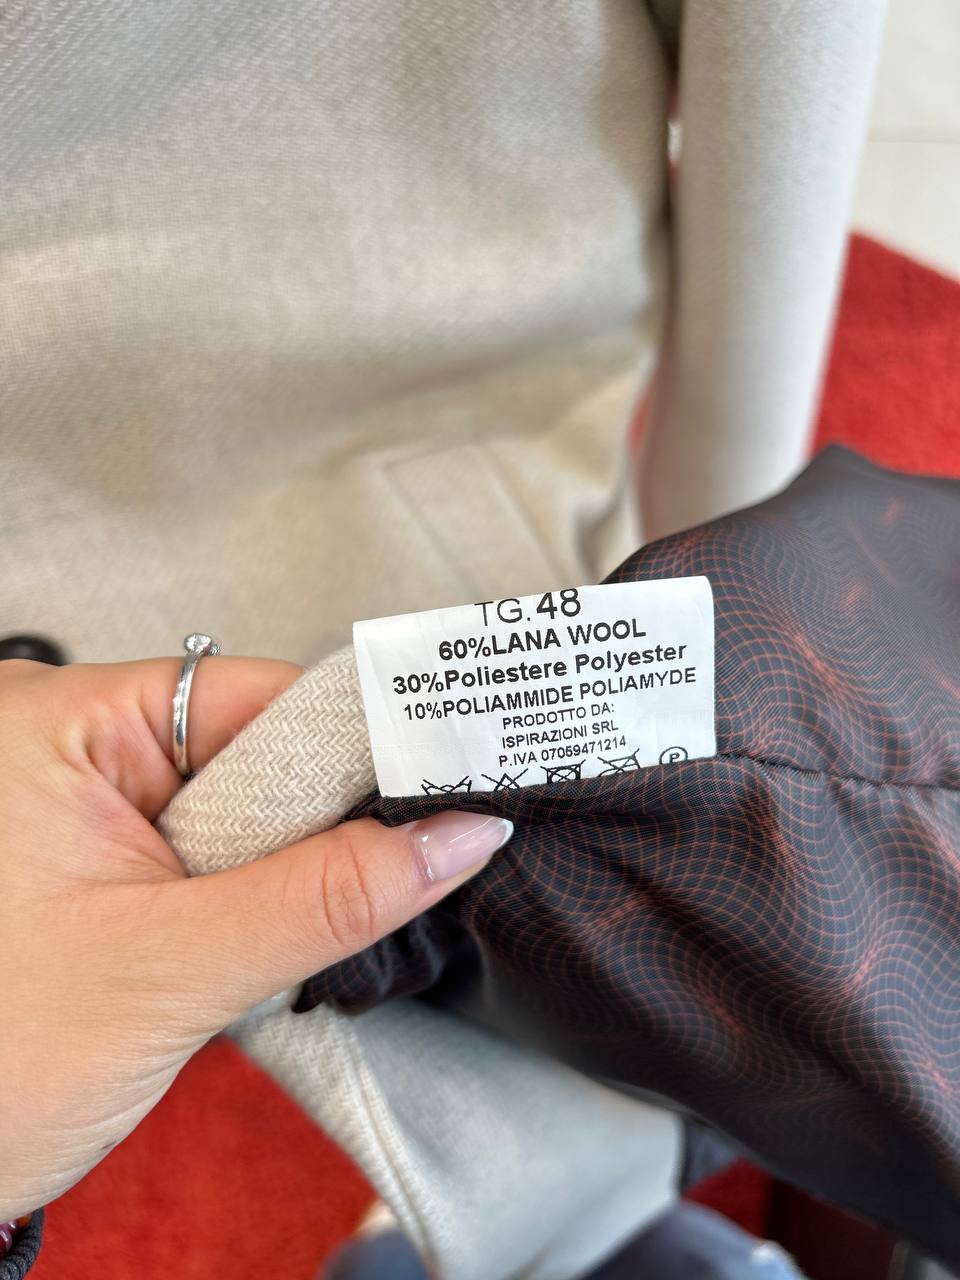 TG. 48
60%LANA WOOL
30%Poliestere Polyester
10%POLIAMMIDE POLIAMYDE
PRODOTTO DA:
ISPIRAZIONI SRL
P.IVA 07059471214
P